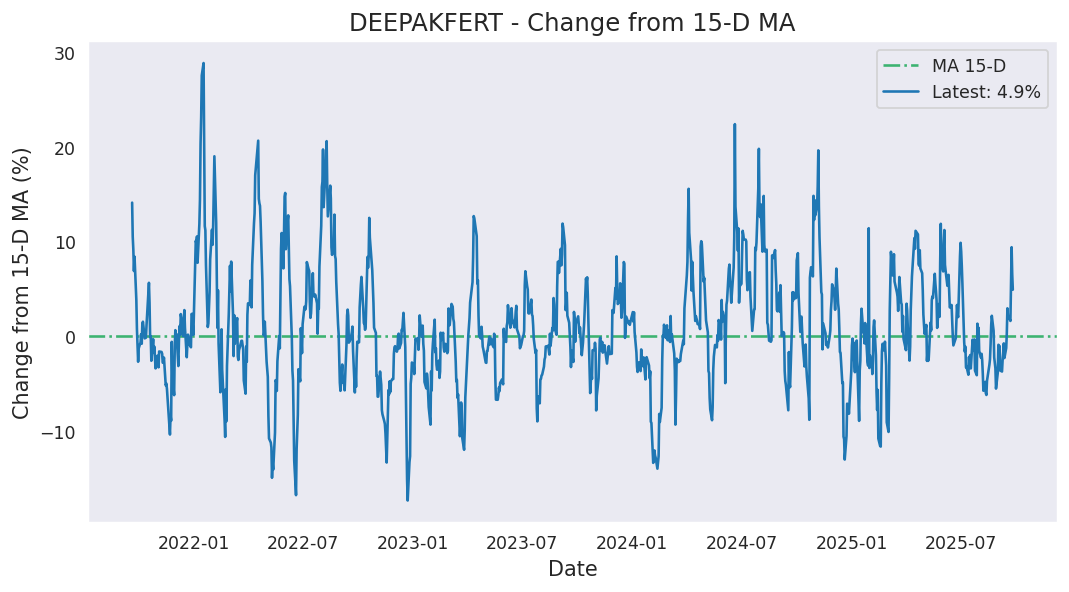 DEEPAKFERT - Change from 15-D MA
Change from 15-D MA (%)
30
20
10
0
−10
MA 15-D
Latest: 4.9%
2022-01
2022-07
2023-01
2023-07
2024-01
2024-07
2025-01
2025-07
Date